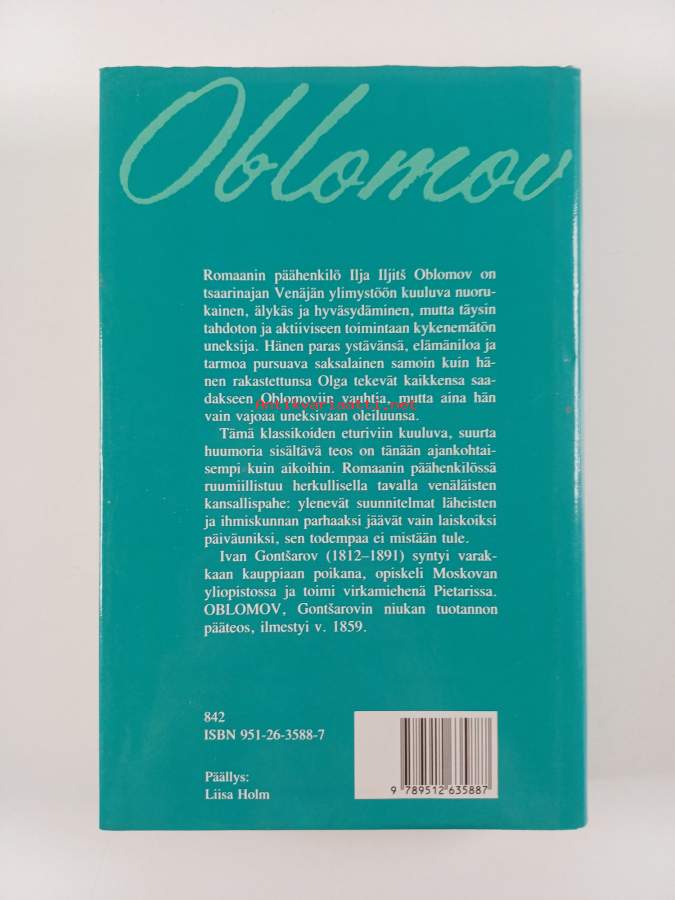 Oblomov
Romaanin päähenkilö Ilja Iljitš Oblomov on
tsaarinajan Venäjän ylimystöön kuuluva nuoru-
kainen, älykäs ja hyväsydäminen, mutta täysin
tahdoton ja aktiiviseen toimintaan kykenemätön
uneksija. Hänen paras ystävänsä, elämäniloa ja
tarmoa pursuava saksalainen samoin kuin hä-
nen rakastettunsa Olga tekevät kaikkensa saa-
dakseen Oblomoviin vauhtia, mutta aina hän
antikvariaatti.net
vain vajoaa uneksivaan oleiluunsa.
Tämä klassikoiden eturiviin kuuluva, suurta
huumoria sisältävä teos on tänään ajankohtai-
sempi kuin aikoihin. Romaanin päähenkilössä
ruumiillistuu herkullisella tavalla venäläisten
kansallispahe: ylenevät suunnitelmat läheisten
ja ihmiskunnan parhaaksi jäävät vain laiskoiksi
päiväuniksi, sen todempaa ei mistään tule.
Ivan Gontšarov (1812–1891) syntyi varak-
kaan kauppiaan poikana, opiskeli Moskovan
yliopistossa ja toimi virkamiehenä Pietarissa.
OBLOMOV, Gontšarovin niukan tuotannon
pääteos, ilmestyi v. 1859.
842
ISBN 951-26-3588-7
Päällys:
Liisa Holm
9 789512 635887